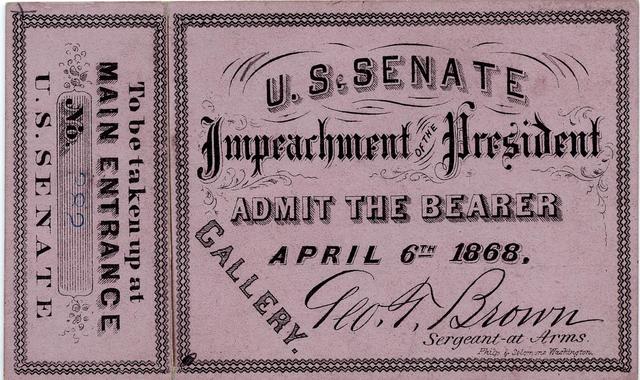 To be taken up at
MAIN ENTRANCE
No. 292
U.S. SENATE
U.S. SENATE
Impeachment OF THE President
ADMIT THE BEARER
APRIL 6TH 1868.
GALLERY.
Geo. T. Brown
Sergeant-at Arms.
Philp & Solomons Washington.